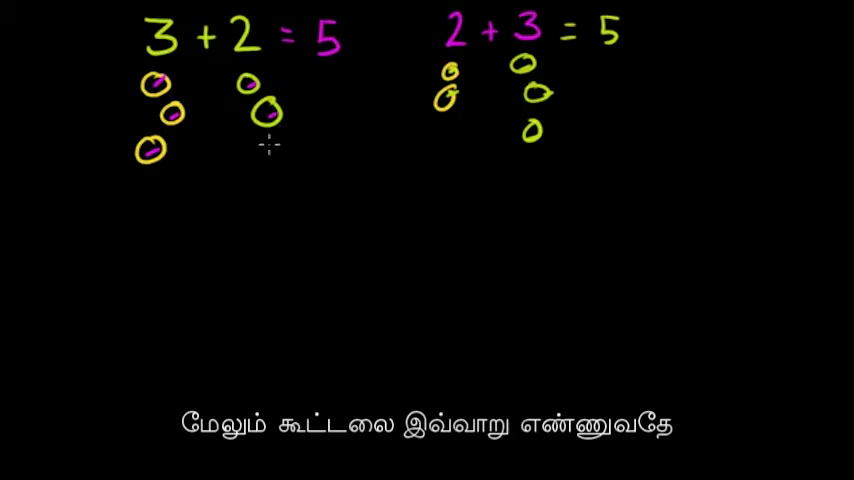 3 + 2 = 5
2 + 3 = 5
மேலும் கூட்டலை இவ்வாறு எண்ணுவதே